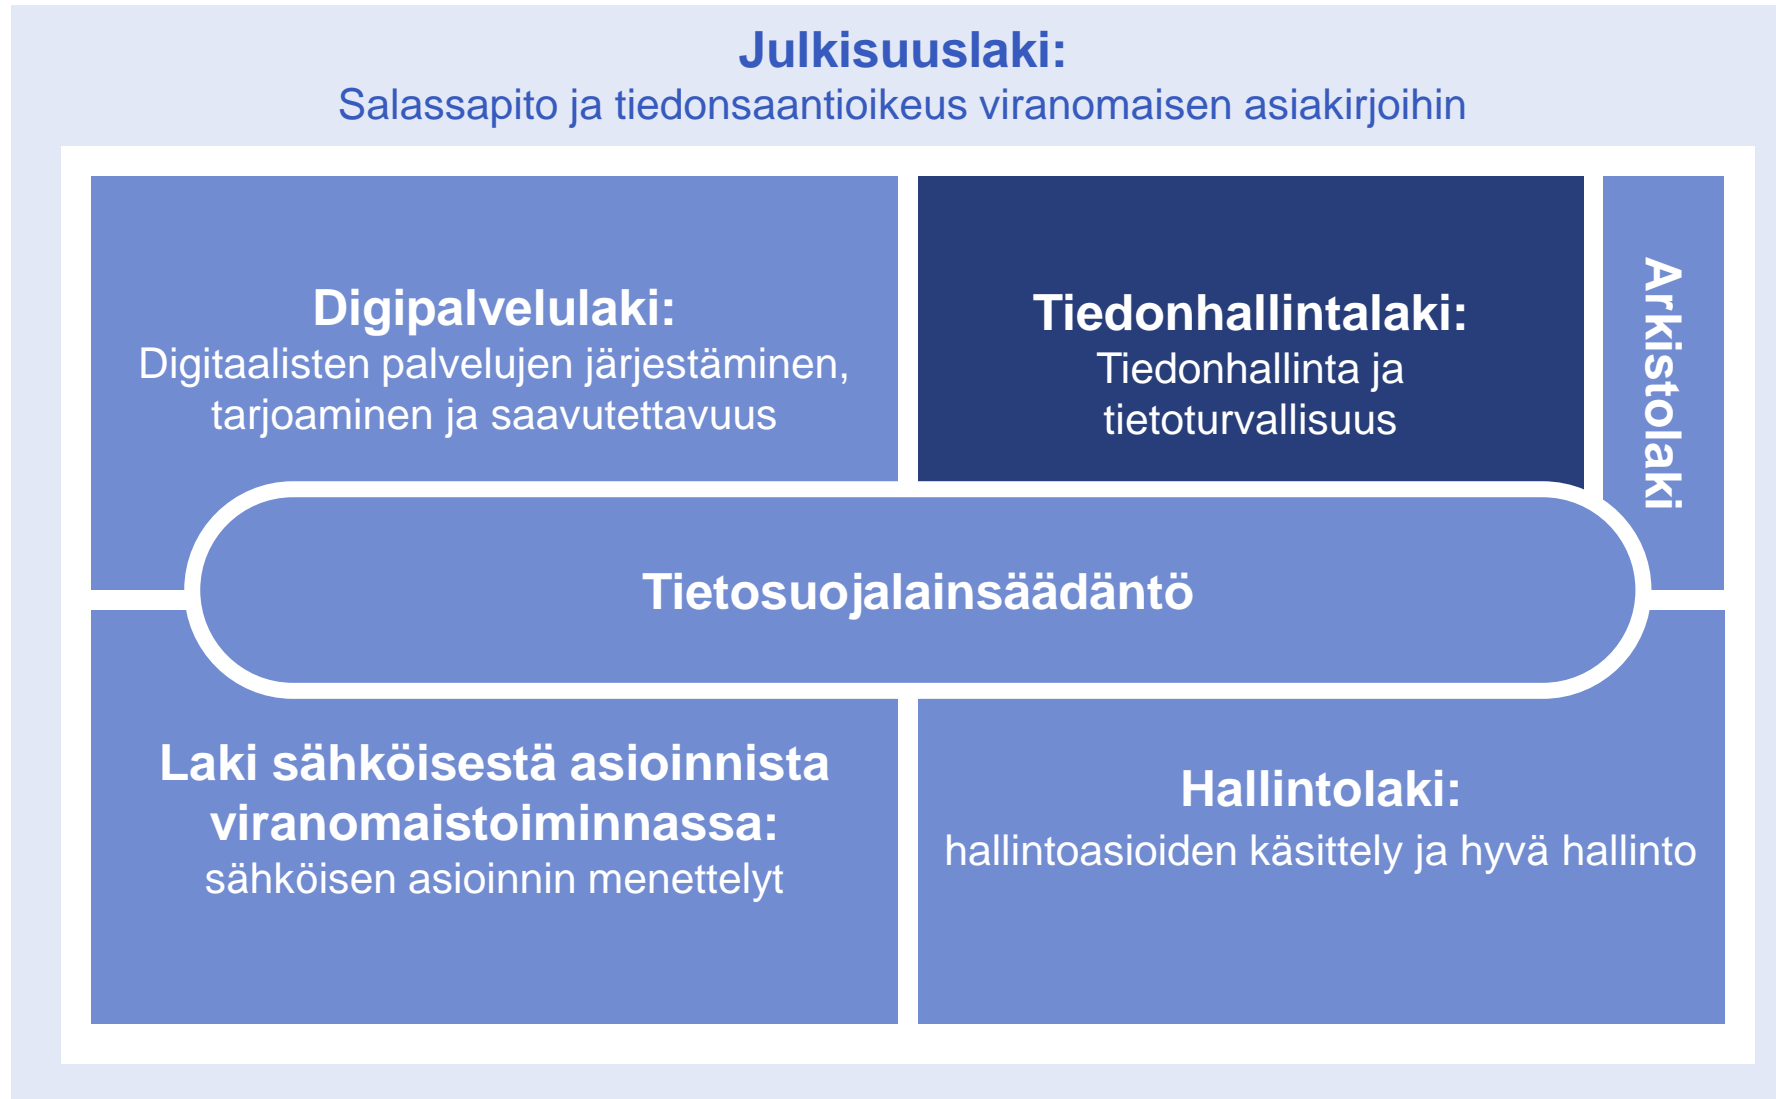 Julkisuuslaki:
Salassapito ja tiedonsaantioikeus viranomaisen asiakirjoihin
Digipalvelulaki:
Digitaalisten palvelujen järjestäminen,
tarjoaminen ja saavutettavuus
Tiedonhallintalaki:
Tiedonhallinta ja
tietoturvallisuus
Arkistolaki
Tietosuojalainsäädäntö
Laki sähköisestä asioinnista
viranomaistoiminnassa:
sähköisen asioinnin menettelyt
Hallintolaki:
hallintoasioiden käsittely ja hyvä hallinto